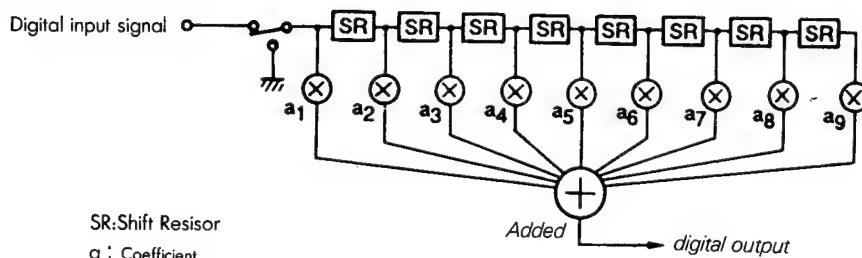 Digital input signal
SR SR SR SR SR SR SR SR
a1 a2 a3 a4 a5 a6 a7 a8 a9
Added
digital output
SR:Shift Resisor
a : Coefficient